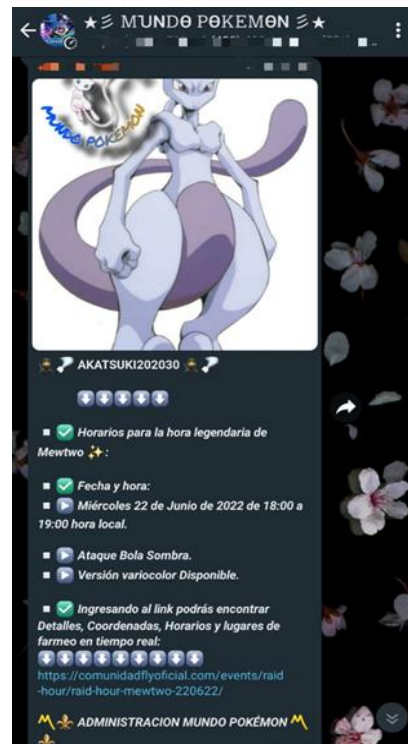 ★彡 MUNDO POKEMON 彡★
MUNDO POKEMON
AKATSUKI202030
Horarios para la hora legendaria de
Mewtwo ✨:
Fecha y hora:
Miércoles 22 de Junio de 2022 de 18:00 a
19:00 hora local.
Ataque Bola Sombra.
Versión variocolor Disponible.
Ingresando al link podrás encontrar
Detalles, Coordenadas, Horarios y lugares de
farmeo en tiempo real:
https://comunidadflyoficial.com/events/raid
-hour/raid-hour-mewtwo-220622/
ADMINISTRACION MUNDO POKÉMON